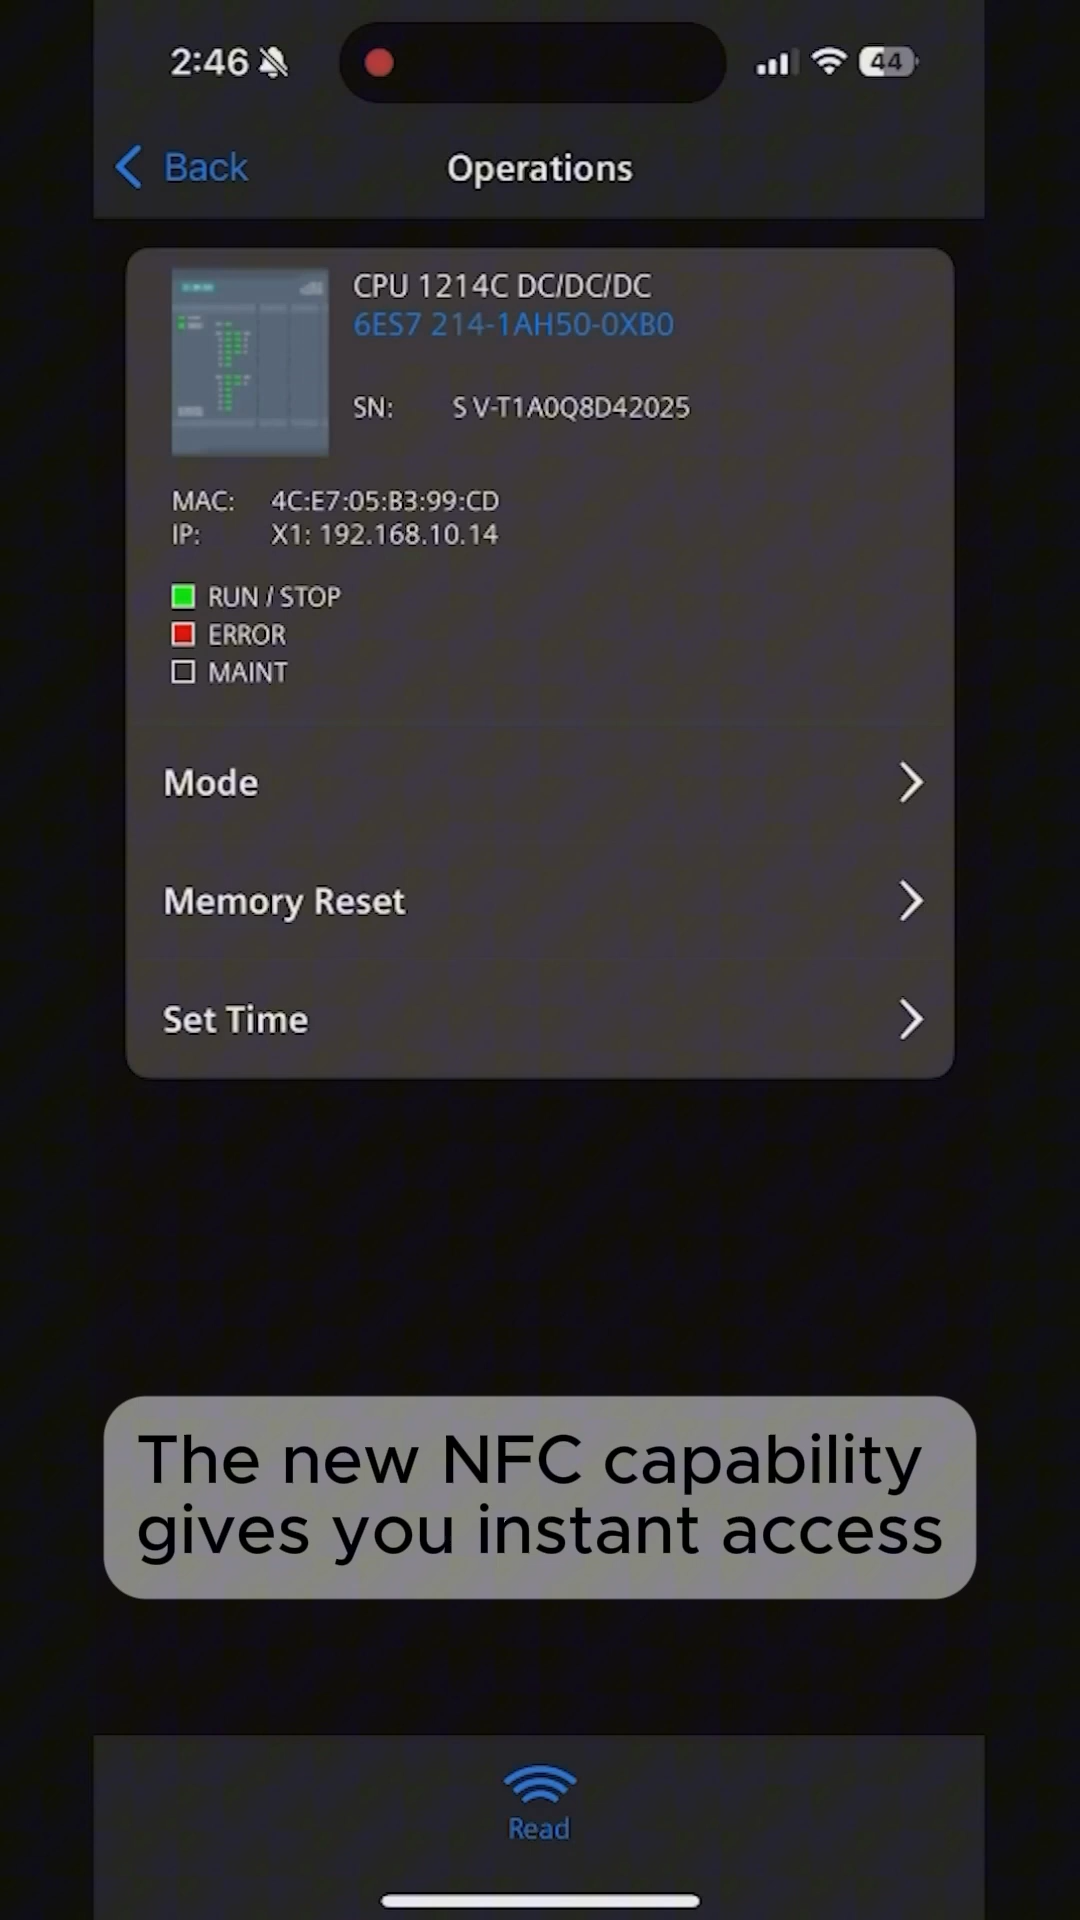 2:46
44
Back
Operations
CPU 1214C DC/DC/DC
6ES7 214-1AH50-0XB0
SN: S V-T1A0Q8D42025
MAC: 4C:E7:05:B3:99:CD
IP: X1: 192.168.10.14
RUN / STOP
ERROR
MAINT
Mode
Memory Reset
Set Time
The new NFC capability
gives you instant access
Read